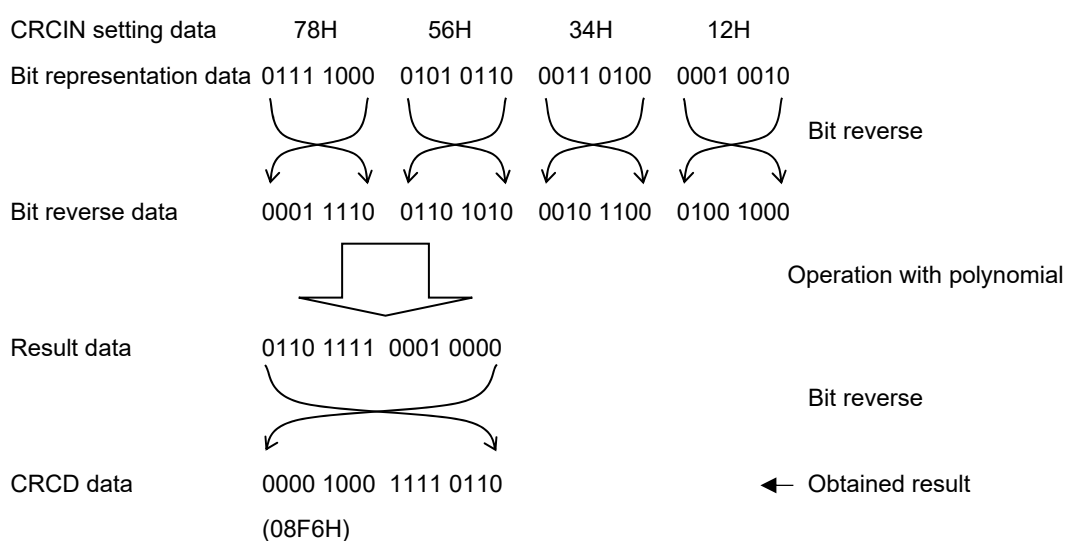 CRCIN setting data 78H 56H 34H 12H
Bit representation data 0111 1000 0101 0110 0011 0100 0001 0010
Bit reverse
Bit reverse data 0001 1110 0110 1010 0010 1100 0100 1000
Operation with polynomial
Result data 0110 1111 0001 0000
Bit reverse
CRCD data 0000 1000 1111 0110 Obtained result
(08F6H)